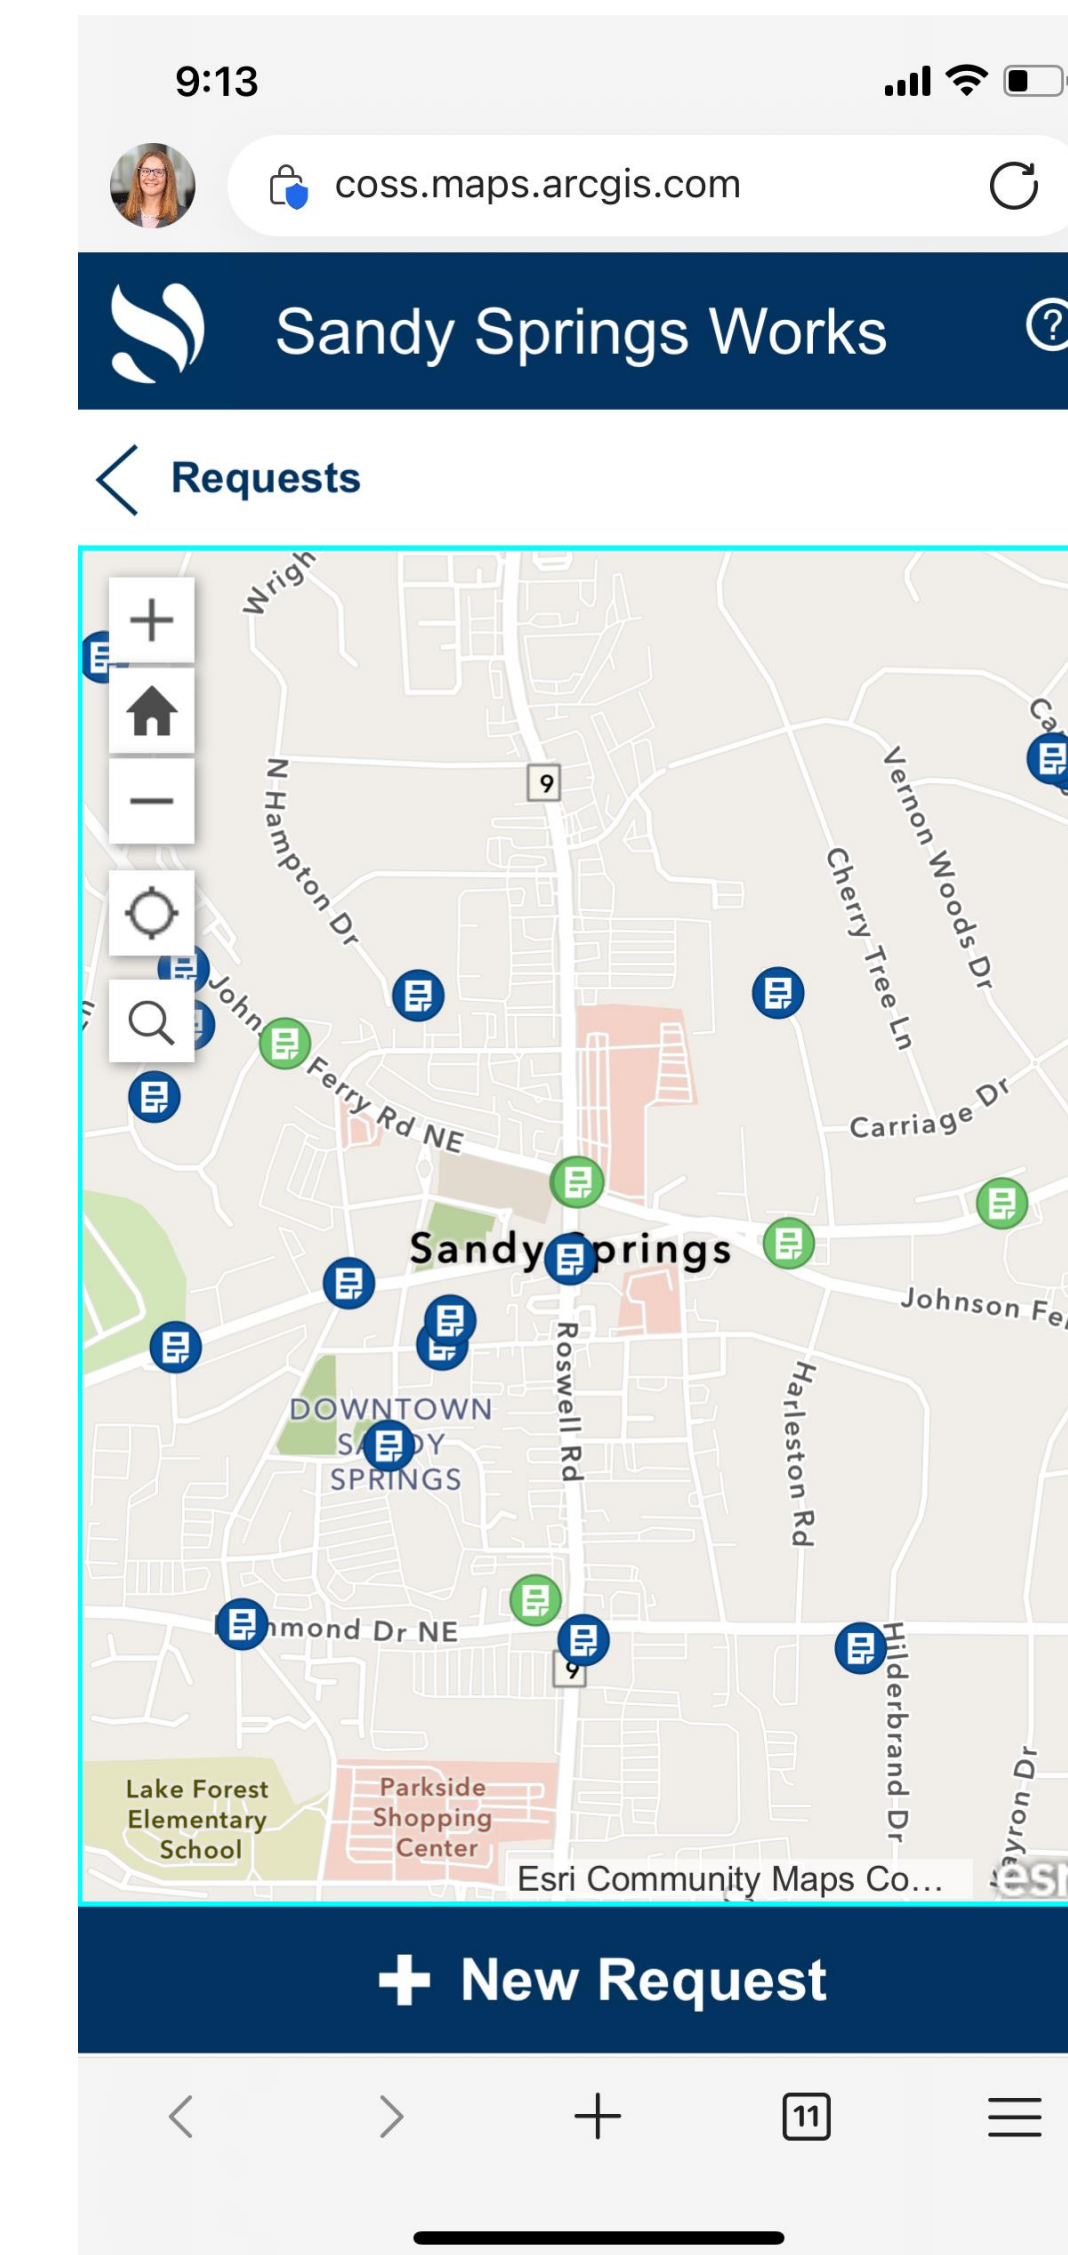 9:13
coss.maps.arcgis.com
Sandy Springs Works
Requests
Wrigh
9
N Hampton Dr
Vernon Woods Dr
Cherry Tree Ln
Ferry Rd NE
Carriage Dr
Sandy prings
Johnson Fe
Roswell Rd
Harleston Rd
DOWNTOWN
SPRINGS
mmond Dr NE
9
Hilderbrand Dr
Lake Forest
Elementary
School
Parkside
Shopping
Center
Esri Community Maps Co...
New Request
11